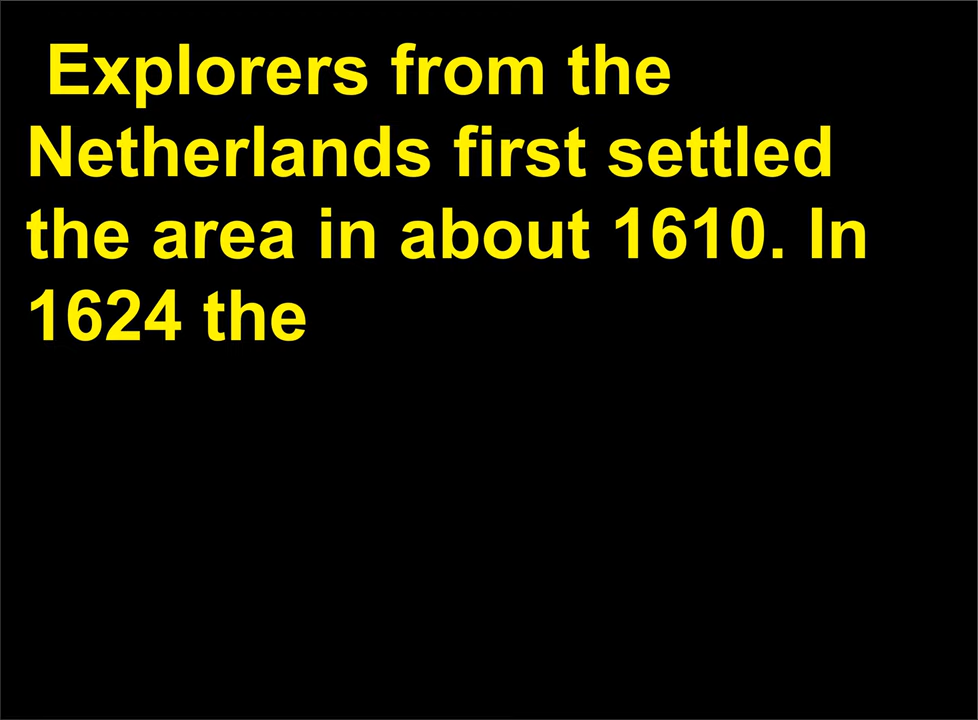 Explorers from the
Netherlands first settled
the area in about 1610. In
1624 the